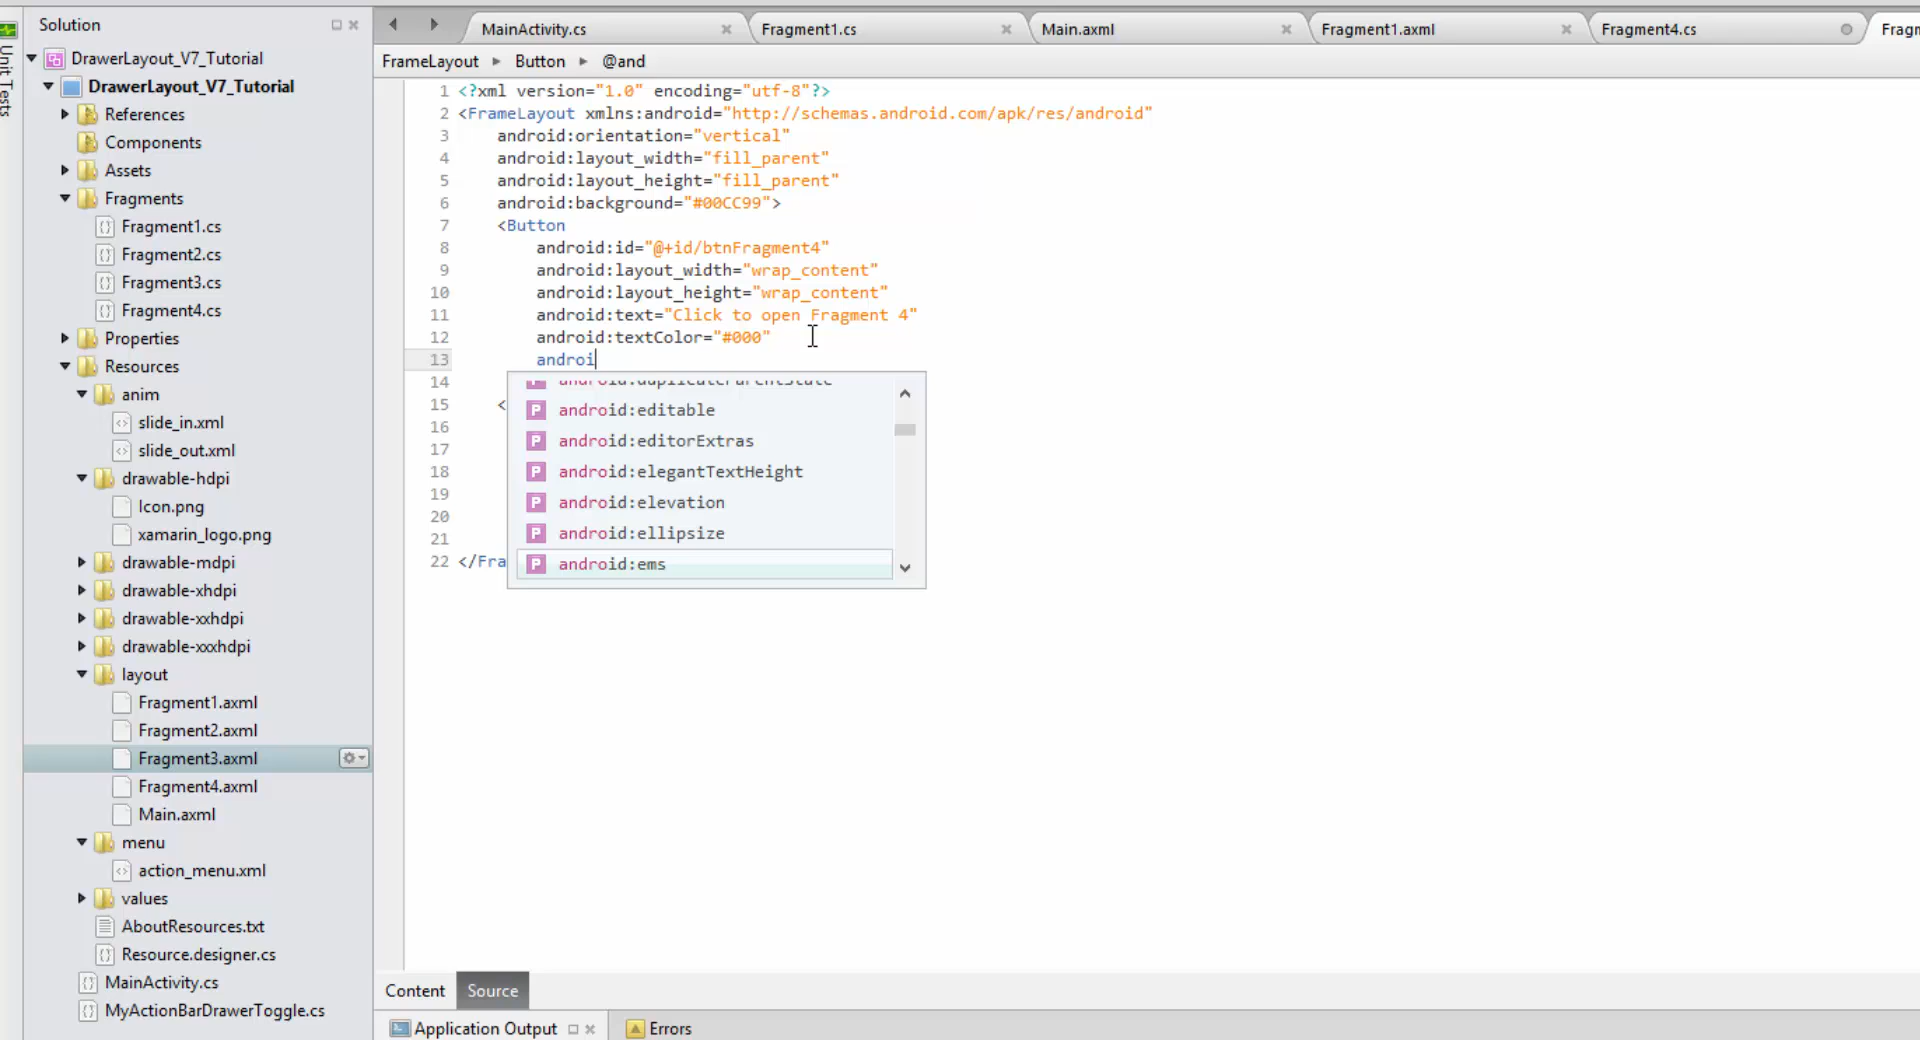 Solution
Unit Tests
DrawerLayout_V7_Tutorial
DrawerLayout_V7_Tutorial
References
Components
Assets
Fragments
Fragment1.cs
Fragment2.cs
Fragment3.cs
Fragment4.cs
Properties
Resources
anim
slide_in.xml
slide_out.xml
drawable-hdpi
Icon.png
xamarin_logo.png
drawable-mdpi
drawable-xhdpi
drawable-xxhdpi
drawable-xxxhdpi
layout
Fragment1.axml
Fragment2.axml
Fragment3.axml
Fragment4.axml
Main.axml
menu
action_menu.xml
values
AboutResources.txt
Resource.designer.cs
MainActivity.cs
MyActionBarDrawerToggle.cs
MainActivity.cs Fragment1.cs Main.axml Fragment1.axml Fragment4.cs Fragm
FrameLayout Button @and
1 <?xml version="1.0" encoding="utf-8"?>
2 <FrameLayout xmlns:android="http://schemas.android.com/apk/res/android"
3 android:orientation="vertical"
4 android:layout_width="fill_parent"
5 android:layout_height="fill_parent"
6 android:background="#00CC99">
7 <Button
8 android:id="@+id/btnFragment4"
9 android:layout_width="wrap_content"
10 android:layout_height="wrap_content"
11 android:text="Click to open Fragment 4"
12 android:textColor="#000"
13 androi
14 android:duplicateParentState
android:editable
15 <
16 android:editorExtras
17
18 android:elegantTextHeight
19 android:elevation
20
21 android:ellipsize
22 </Fra android:ems
Content Source
Application Output Errors